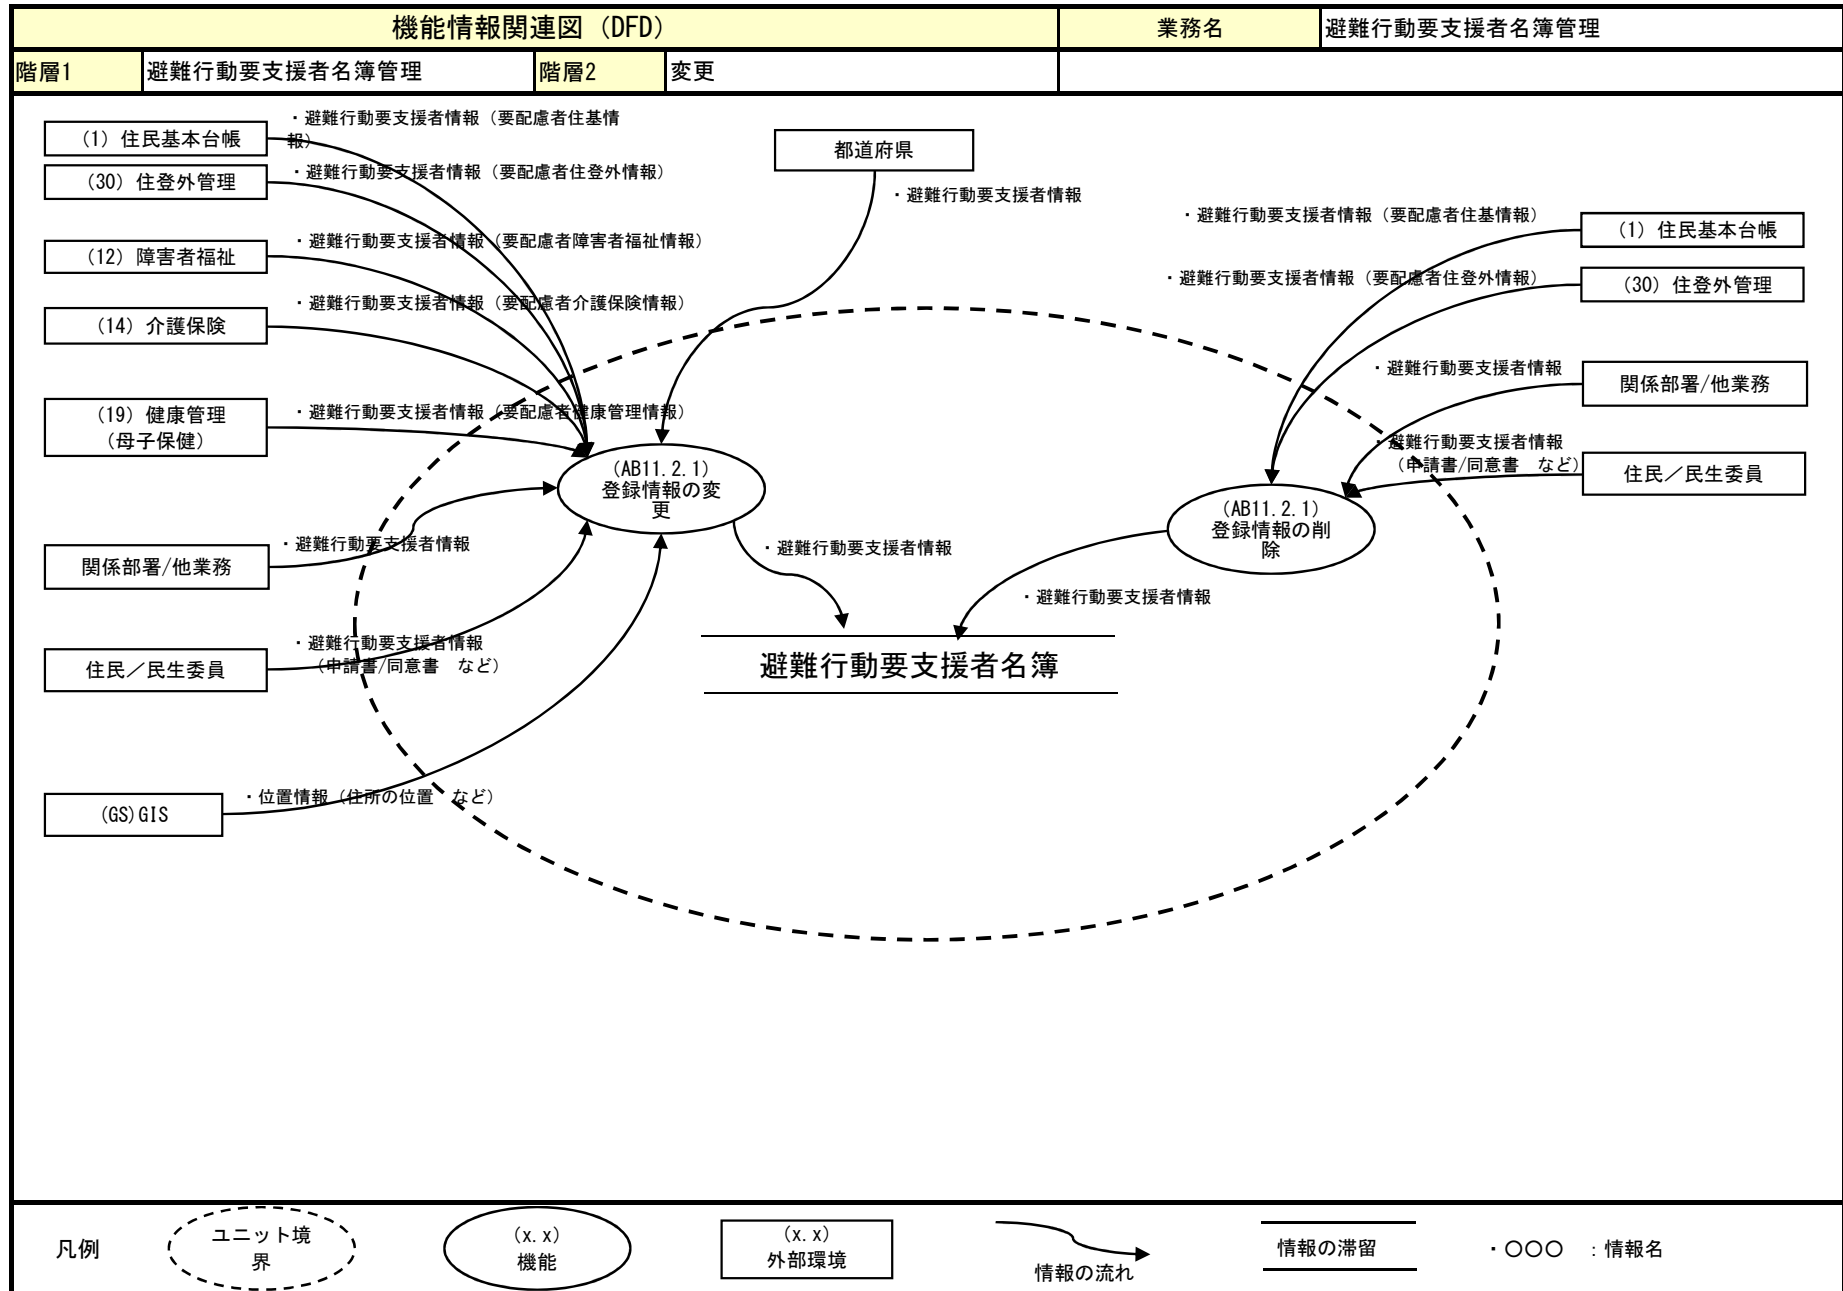 機能情報関連図（DFD）
業務名
避難行動要支援者名簿管理
階層1
避難行動要支援者名簿管理
階層2
変更
(1) 住民基本台帳
・避難行動要支援者情報（要配慮者住基情
報）
(30) 住登外管理
・避難行動要支援者情報（要配慮者住登外情報）
(12) 障害者福祉
・避難行動要支援者情報（要配慮者障害者福祉情報）
(14) 介護保険
・避難行動要支援者情報（要配慮者介護保険情報）
(19) 健康管理
（母子保健）
・避難行動要支援者情報（要配慮者健康管理情報）
関係部署/他業務
・避難行動要支援者情報
住民／民生委員
・避難行動要支援者情報
（申請書/同意書　など）
(GS)GIS
・位置情報（住所の位置　など）
都道府県
・避難行動要支援者情報
(AB11.2.1)
登録情報の変
更
・避難行動要支援者情報
避難行動要支援者名簿
・避難行動要支援者情報（要配慮者住基情報）
(1) 住民基本台帳
・避難行動要支援者情報（要配慮者住登外情報）
(30) 住登外管理
・避難行動要支援者情報
関係部署/他業務
・避難行動要支援者情報
（申請書/同意書　など）
住民／民生委員
(AB11.2.1)
登録情報の削
除
・避難行動要支援者情報
凡例
ユニット境
界
(x.x)
機能
(x.x)
外部環境
情報の流れ
情報の滞留
・○○○　：情報名